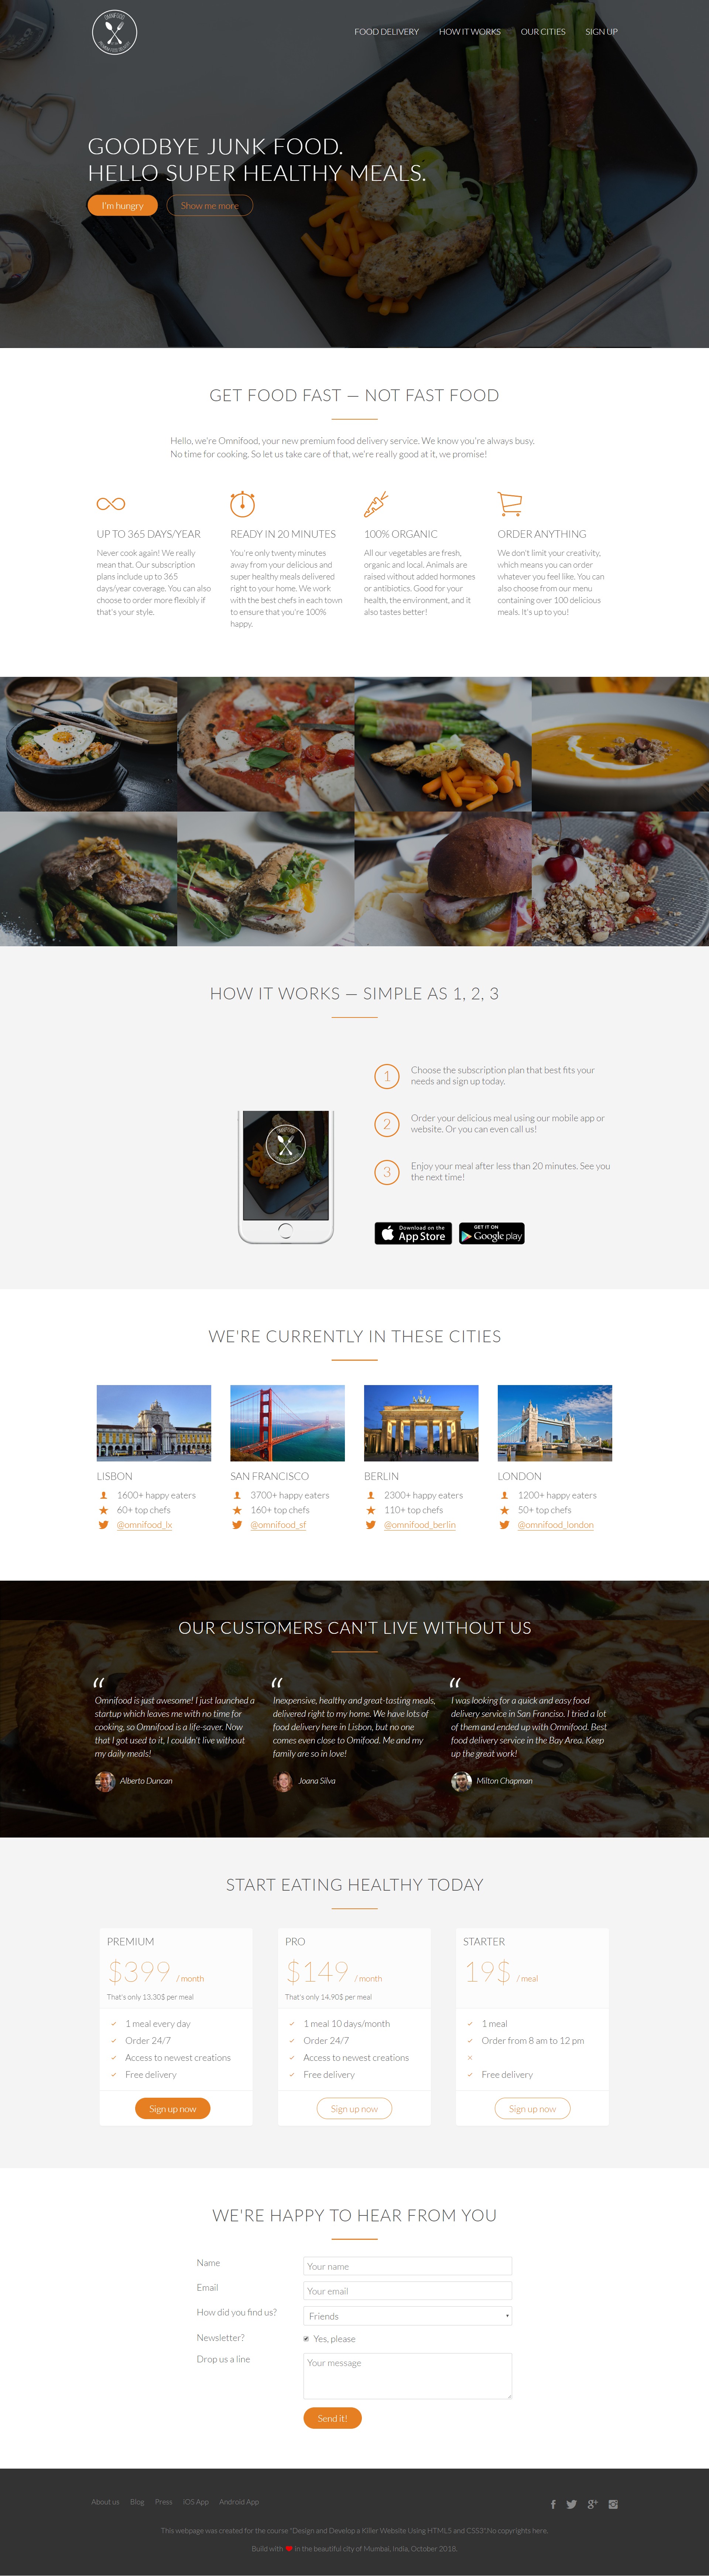 OMNIFOOD
FOOD DELIVERY HOW IT WORKS OUR CITIES SIGN UP
GOODBYE JUNK FOOD.
HELLO SUPER HEALTHY MEALS.
I'm hungry Show me more
GET FOOD FAST — NOT FAST FOOD
Hello, we're Omnifood, your new premium food delivery service. We know you're always busy.
No time for cooking. So let us take care of that, we're really good at it, we promise!
UP TO 365 DAYS/YEAR
Never cook again! We really
mean that. Our subscription
plans include up to 365
days/year coverage. You can also
choose to order more flexibly if
that's your style.
READY IN 20 MINUTES
You're only twenty minutes
away from your delicious and
super healthy meals delivered
right to your home. We work
with the best chefs in each town
to ensure that you're 100%
happy.
100% ORGANIC
All our vegetables are fresh,
organic and local. Animals are
raised without added hormones
or antibiotics. Good for your
health, the environment, and it
also tastes better!
ORDER ANYTHING
We don't limit your creativity,
which means you can order
whatever you feel like. You can
also choose from our menu
containing over 100 delicious
meals. It's up to you!
HOW IT WORKS — SIMPLE AS 1, 2, 3
1 Choose the subscription plan that best fits your
needs and sign up today.
2 Order your delicious meal using our mobile app or
website. Or you can even call us!
3 Enjoy your meal after less than 20 minutes. See you
the next time!
Download on the
App Store
GET IT ON
Google play
WE'RE CURRENTLY IN THESE CITIES
LISBON
1600+ happy eaters
60+ top chefs
@omnifood_lx
SAN FRANCISCO
3700+ happy eaters
160+ top chefs
@omnifood_sf
BERLIN
2300+ happy eaters
110+ top chefs
@omnifood_berlin
LONDON
1200+ happy eaters
50+ top chefs
@omnifood_london
OUR CUSTOMERS CAN'T LIVE WITHOUT US
“
Omnifood is just awesome! I just launched a
startup which leaves me with no time for
cooking, so Omnifood is a life-saver. Now
that I got used to it, I couldn't live without
my daily meals!
Alberto Duncan
“
Inexpensive, healthy and great-tasting meals,
delivered right to my home. We have lots of
food delivery here in Lisbon, but no one
comes even close to Omifood. Me and my
family are so in love!
Joana Silva
“
I was looking for a quick and easy food
delivery service in San Franciso. I tried a lot
of them and ended up with Omnifood. Best
food delivery service in the Bay Area. Keep
up the great work!
Milton Chapman
START EATING HEALTHY TODAY
PREMIUM
$399 / month
That's only 13.30$ per meal
1 meal every day
Order 24/7
Access to newest creations
Free delivery
Sign up now
PRO
$149 / month
That's only 14.90$ per meal
1 meal 10 days/month
Order 24/7
Access to newest creations
Free delivery
Sign up now
STARTER
19$ / meal
1 meal
Order from 8 am to 12 pm
Free delivery
Sign up now
WE'RE HAPPY TO HEAR FROM YOU
Name Your name
Email Your email
How did you find us? Friends
Newsletter? Yes, please
Drop us a line Your message
Send it!
About us Blog Press iOS App Android App
This webpage was created for the course "Design and Develop a Killer Website Using HTML5 and CSS3".No copyrights here.
Build with ♥ in the beautiful city of Mumbai, India, October 2018.